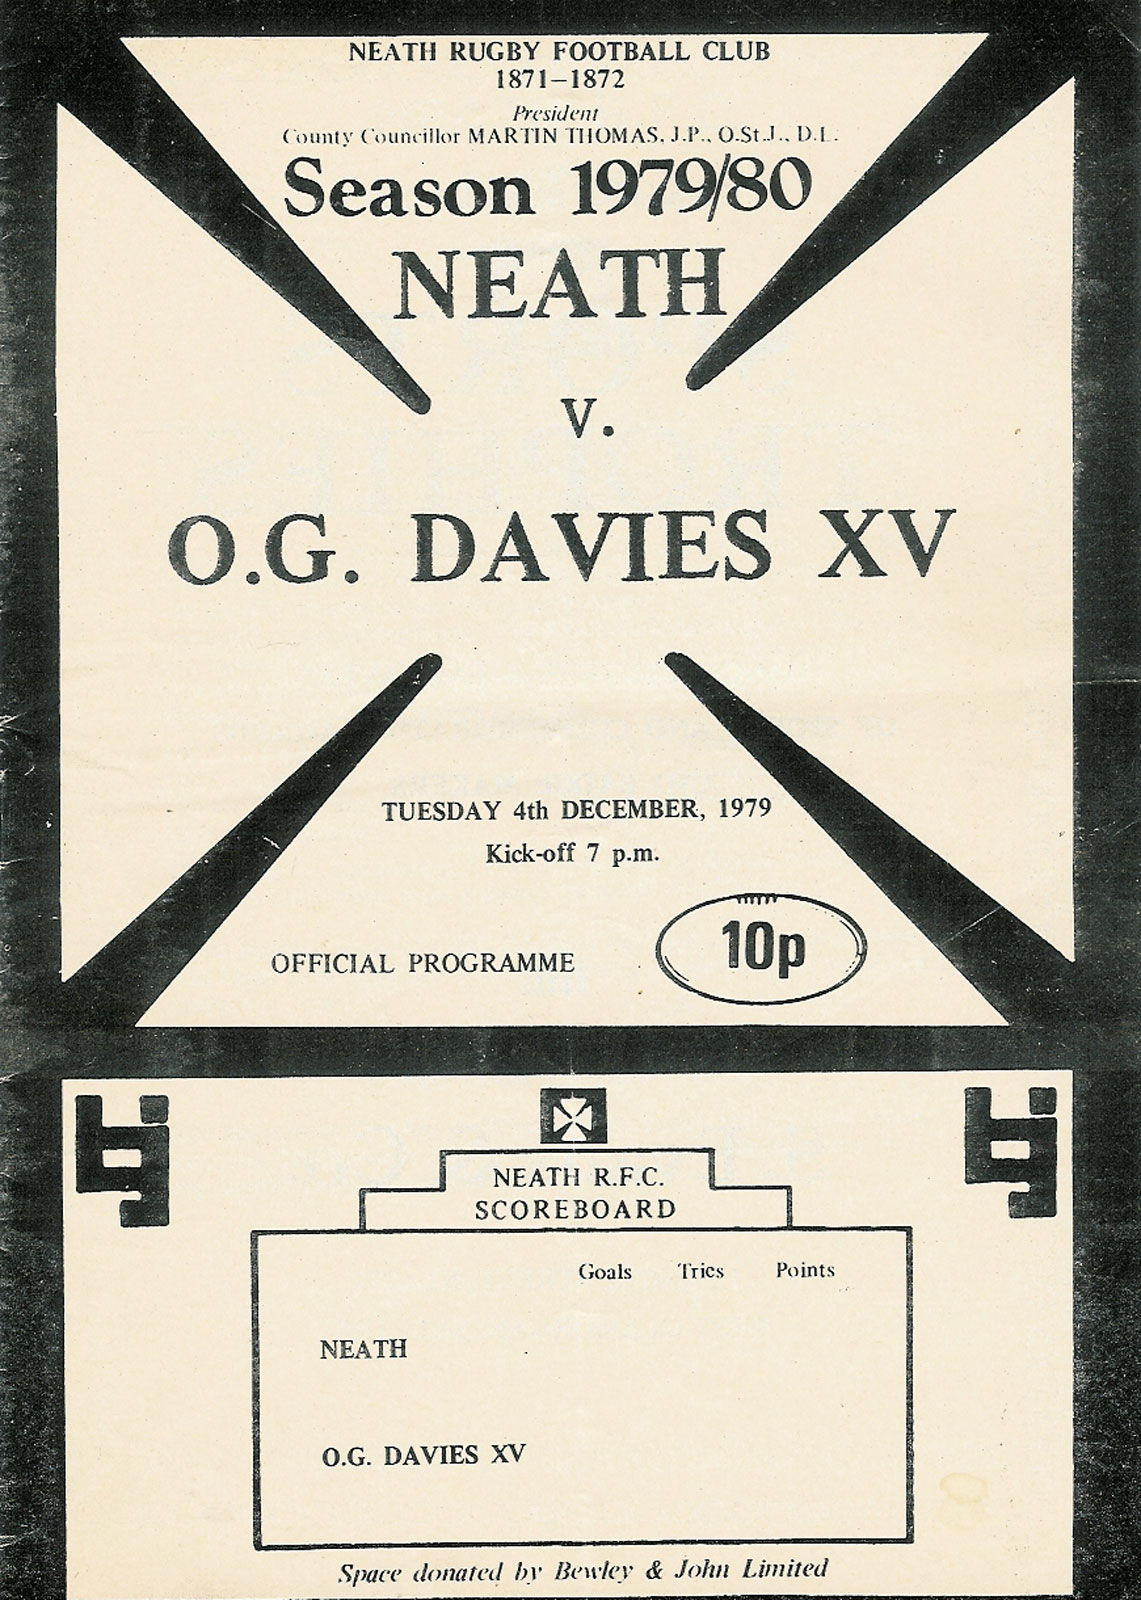 NEATH RUGBY FOOTBALL CLUB
1871–1872
President
County Councillor MARTIN THOMAS, J.P., O.St.J., D.L.
Season 1979/80
NEATH
v.
O.G. DAVIES XV
TUESDAY 4th DECEMBER, 1979
Kick-off 7 p.m.
OFFICIAL PROGRAMME
10p
bj
bj
NEATH R.F.C.
SCOREBOARD
Goals Tries Points
NEATH
O.G. DAVIES XV
Space donated by Bewley & John Limited